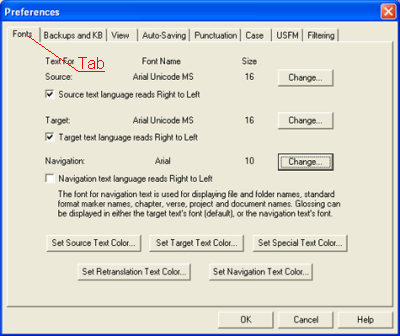 Preferences
Fonts Backups and KB View Auto-Saving Punctuation Case USFM Filtering
Tab
Text For Font Name Size
Source: Arial Unicode MS 16 Change...
Source text language reads Right to Left
Target: Arial Unicode MS 16 Change...
Target text language reads Right to Left
Navigation: Arial 10 Change...
Navigation text language reads Right to Left
The font for navigation text is used for displaying file and folder names, standard
format marker names, chapter, verse, project and document names. Glossing
can be displayed in either the target text's font (default), or the navigation text's font.
Set Source Text Color... Set Target Text Color... Set Special Text Color...
Set Retranslation Text Color... Set Navigation Text Color...
OK Cancel Help